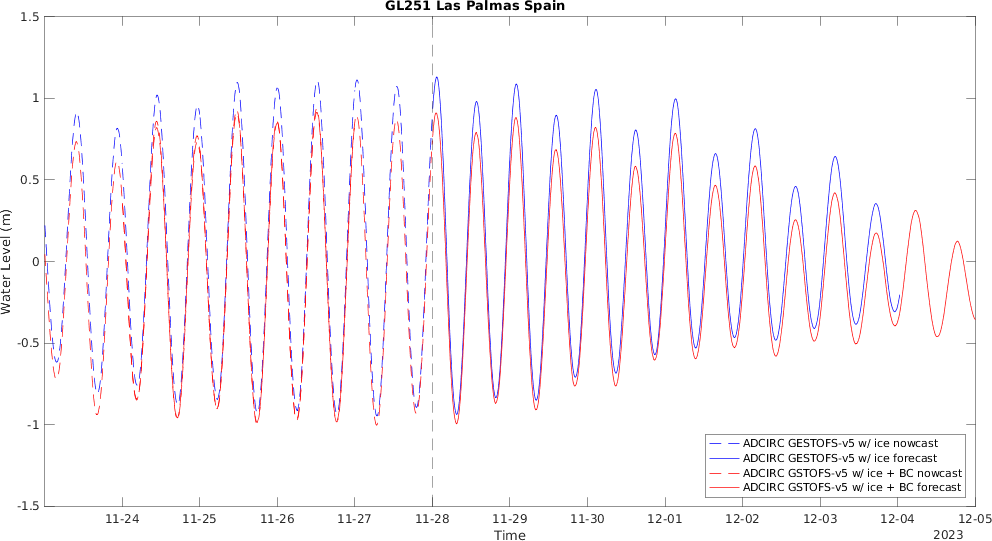 GL251 Las Palmas Spain
1.5
1
0.5
0
-0.5
-1
-1.5
Water Level (m)
ADCIRC GESTOFS-v5 w/ ice nowcast
ADCIRC GESTOFS-v5 w/ ice forecast
ADCIRC GSTOFS-v5 w/ ice + BC nowcast
ADCIRC GSTOFS-v5 w/ ice + BC forecast
11-24 11-25 11-26 11-27 11-28 11-29 11-30 12-01 12-02 12-03 12-04 12-05
Time
2023